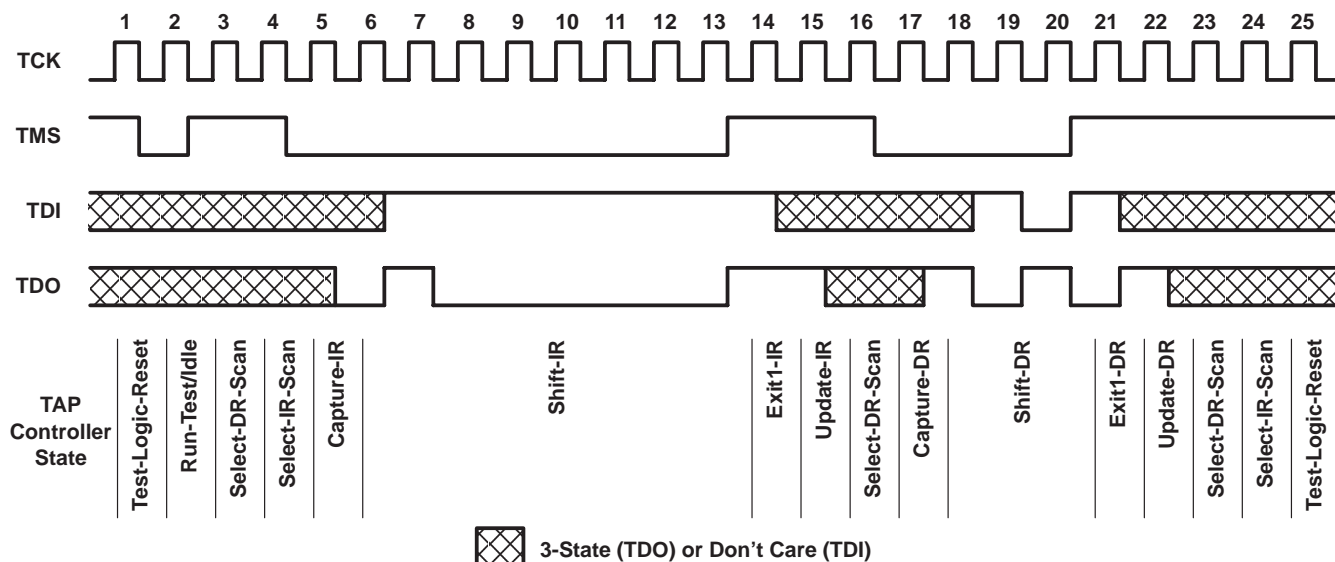 1 2 3 4 5 6 7 8 9 10 11 12 13 14 15 16 17 18 19 20 21 22 23 24 25
TCK
TMS
TDI
TDO
TAP
Controller
State
Test-Logic-Reset
Run-Test/Idle
Select-DR-Scan
Select-IR-Scan
Capture-IR
Shift-IR
Exit1-IR
Update-IR
Select-DR-Scan
Capture-DR
Shift-DR
Exit1-DR
Update-DR
Select-DR-Scan
Select-IR-Scan
Test-Logic-Reset
3-State (TDO) or Don't Care (TDI)